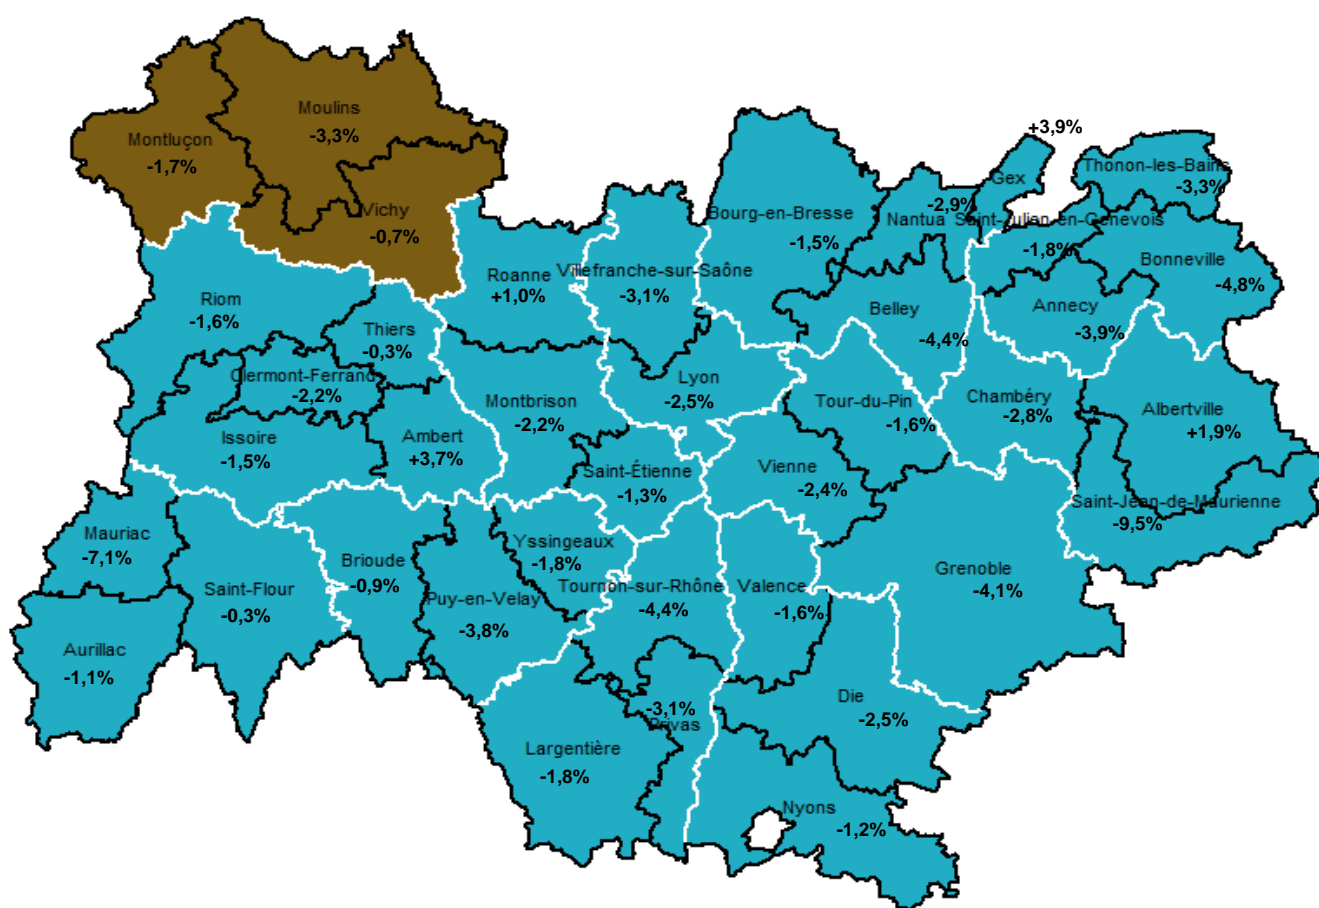 Moulins
-3,3%
Montluçon
-1,7%
Vichy
-0,7%
+3,9%
Gex
Thonon-les-Bains
-3,3%
Bourg-en-Bresse
-1,5%
-2,9%
Nantua
Saint-Julien-en-Genevois
-1,8%
Bonneville
-4,8%
Roanne
+1,0%
Villefranche-sur-Saône
-3,1%
Riom
-1,6%
Thiers
-0,3%
Belley
-4,4%
Annecy
-3,9%
Clermont-Ferrand
-2,2%
Lyon
-2,5%
Montbrison
-2,2%
Tour-du-Pin
-1,6%
Chambéry
-2,8%
Albertville
+1,9%
Issoire
-1,5%
Ambert
+3,7%
Saint-Étienne
-1,3%
Vienne
-2,4%
Saint-Jean-de-Maurienne
-9,5%
Mauriac
-7,1%
Saint-Flour
-0,3%
Brioude
-0,9%
Yssingeaux
-1,8%
Puy-en-Velay
-3,8%
Tournon-sur-Rhône
-4,4%
Valence
-1,6%
Grenoble
-4,1%
Aurillac
-1,1%
Die
-2,5%
-3,1%
Privas
Largentière
-1,8%
Nyons
-1,2%